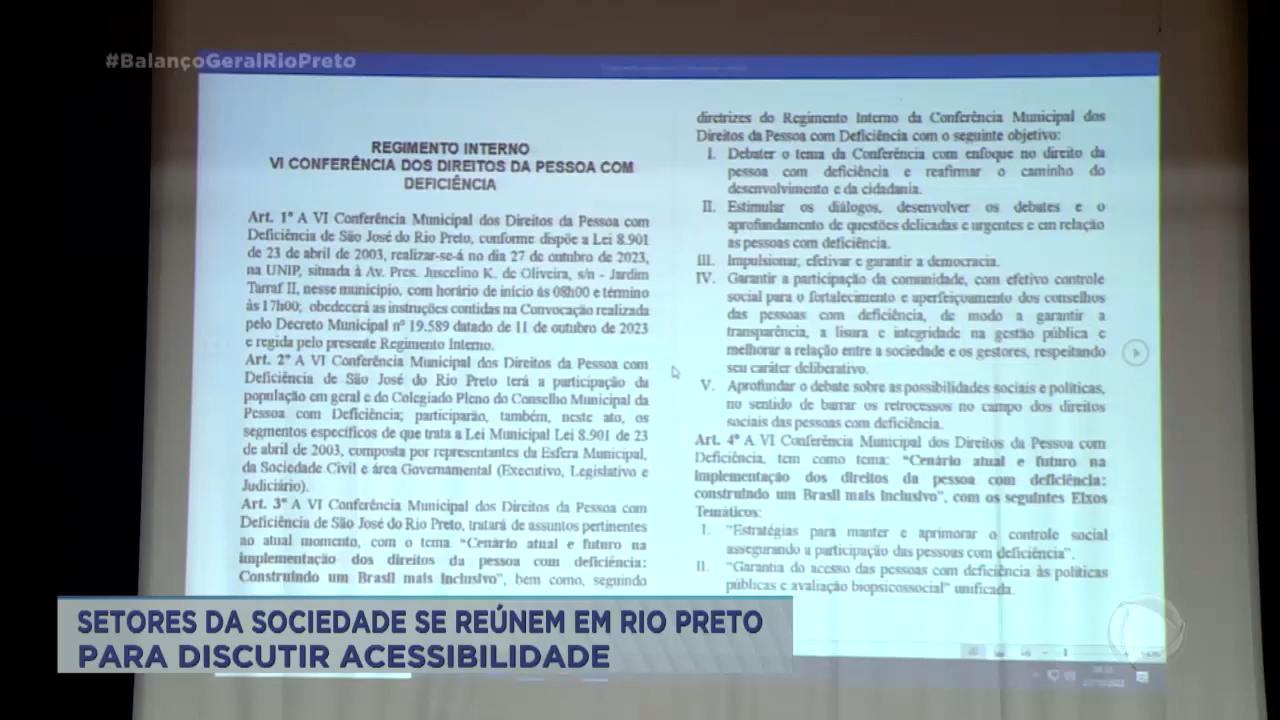 #BalançoGeralRioPreto
REGIMENTO INTERNO
VI CONFERÊNCIA DOS DIREITOS DA PESSOA COM
DEFICIÊNCIA
Art. 1º A VI Conferência Municipal dos Direitos da Pessoa com
Deficiência de São José do Rio Preto, conforme dispõe a Lei 8.901
de 23 de abril de 2003, realizar-se-á no dia 27 de outubro de 2023,
na UNIP, situada à Av. Pres. Juscelino K. de Oliveira, s/n - Jardim
Tarraf II, nesse município, com horário de início ás 08h00 e término
às 17h00; obedecerá as instruções contidas na Convocação realizada
pelo Decreto Municipal nº 19.589 datado de 11 de outubro de 2023
e regida pelo presente Regimento Interno.
Art. 2º A VI Conferência Municipal dos Direitos da Pessoa com
Deficiência de São José do Rio Preto terá a participação da
população em geral e do Colegiado Pleno do Conselho Municipal da
Pessoa com Deficiência; participarão, também, neste ato, os
segmentos específicos de que trata a Lei Municipal Lei 8.901 de 23
de abril de 2003, composta por representantes da Esfera Municipal,
da Sociedade Civil e área Governamental (Executivo, Legislativo e
Judiciário).
Art. 3º A VI Conferência Municipal dos Direitos da Pessoa com
Deficiência de São José do Rio Preto, tratará de assuntos pertinentes
ao atual momento, com o tema "Cenário atual e futuro na
implementação dos direitos da pessoa com deficiência:
Construindo um Brasil mais inclusivo", bem como, seguindo
diretrizes do Regimento Interno da Conferência Municipal dos
Direitos da Pessoa com Deficiência com o seguinte objetivo:
I. Debater o tema da Conferência com enfoque no direito da
pessoa com deficiência e reafirmar o caminho do
desenvolvimento e da cidadania.
II. Estimular os diálogos, desenvolver os debates e o
aprofundamento de questões delicadas e urgentes e em relação
as pessoas com deficiência.
III. Impulsionar, efetivar e garantir a democracia.
IV. Garantir a participação da comunidade, com efetivo controle
social para o fortalecimento e aperfeiçoamento dos conselhos
das pessoas com deficiência, de modo a garantir a
transparência, a lisura e integridade na gestão pública e
melhorar a relação entre a sociedade e os gestores, respeitando
seu caráter deliberativo.
V. Aprofundar o debate sobre as possibilidades sociais e políticas,
no sentido de barrar os retrocessos no campo dos direitos
sociais das pessoas com deficiência.
Art. 4º A VI Conferência Municipal dos Direitos da Pessoa com
Deficiência, tem como tema: "Cenário atual e futuro na
implementação dos direitos da pessoa com deficiência:
construindo um Brasil mais inclusivo", com os seguintes Eixos
Temáticos:
I. "Estratégias para manter e aprimorar o controle social
assegurando a participação das pessoas com deficiência".
II. "Garantia do acesso das pessoas com deficiência às políticas
públicas e avaliação biopsicossocial" unificada.
SETORES DA SOCIEDADE SE REÚNEM EM RIO PRETO
PARA DISCUTIR ACESSIBILIDADE